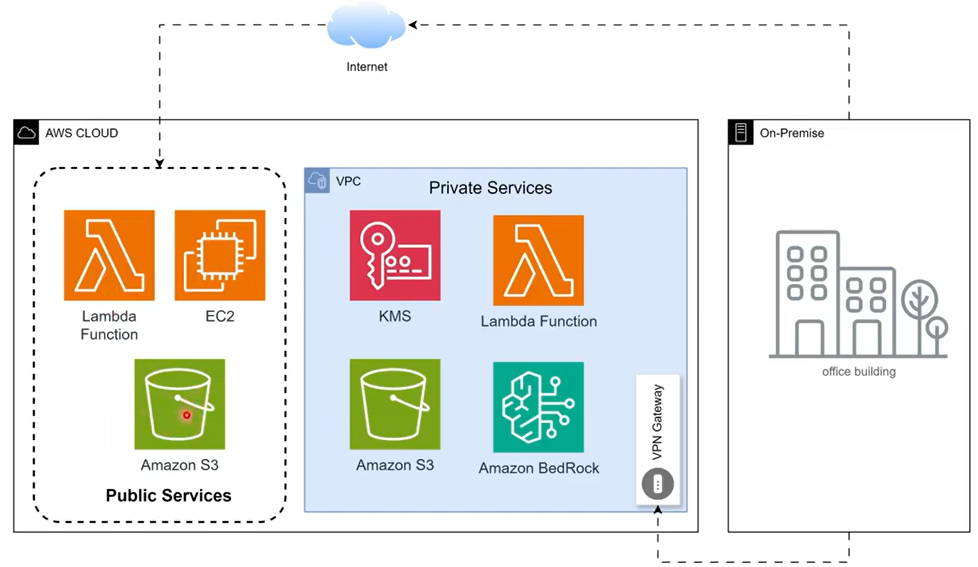 Internet
AWS CLOUD
On-Premise
VPC
Private Services
Lambda
Function
EC2
KMS
Lambda Function
office building
Amazon S3
Public Services
Amazon S3
Amazon BedRock
VPN Gateway